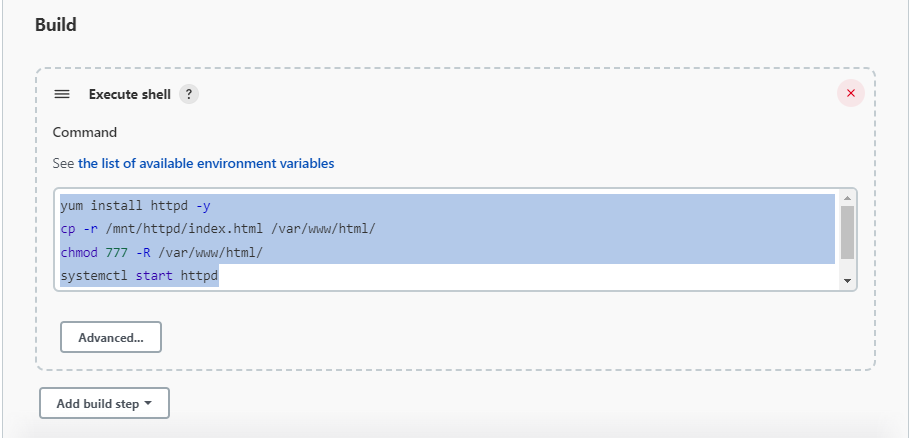 Build
Execute shell ?
Command
See the list of available environment variables
yum install httpd -y
cp -r /mnt/httpd/index.html /var/www/html/
chmod 777 -R /var/www/html/
systemctl start httpd
Advanced...
Add build step